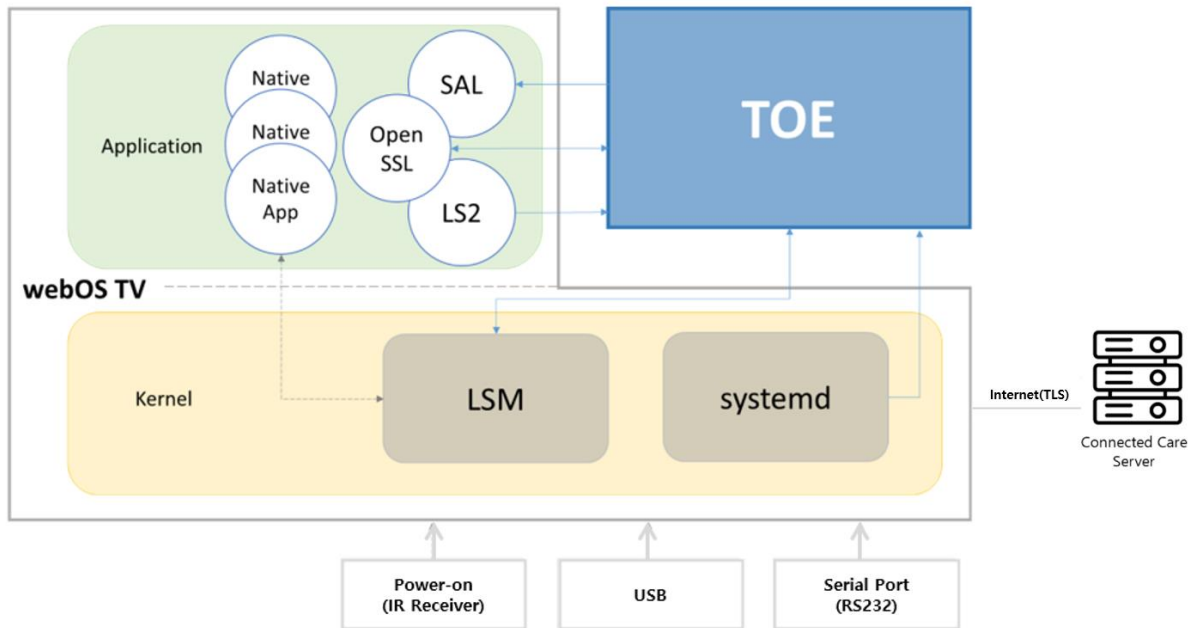 Native
Native
Native
App
Application
SAL
Open
SSL
LS2
TOE
webOS TV
Kernel
LSM
systemd
Internet(TLS)
Connected Care
Server
Power-on
(IR Receiver)
USB
Serial Port
(RS232)